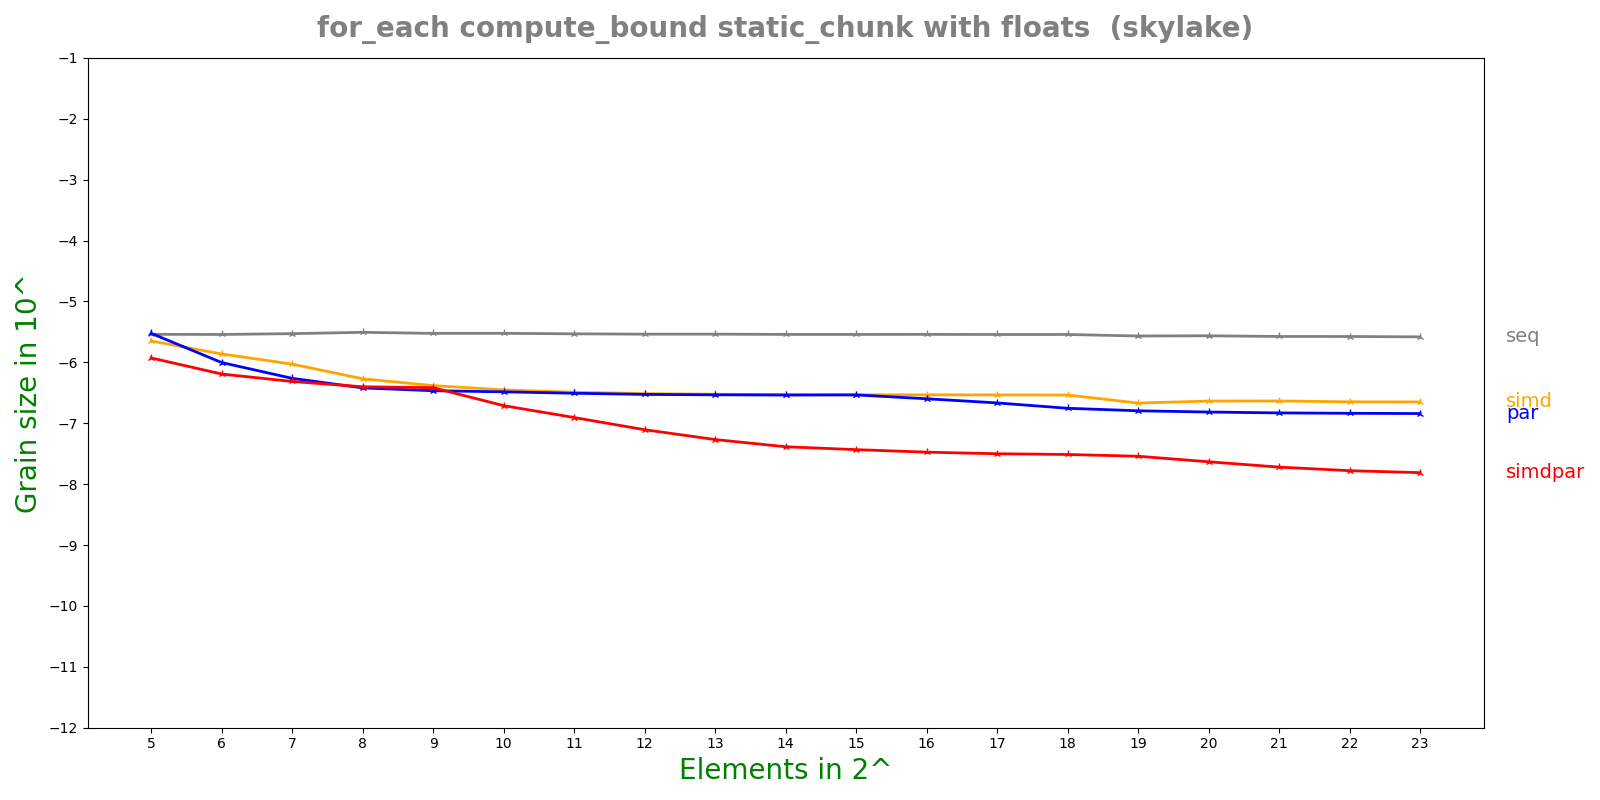 for_each compute_bound static_chunk with floats (skylake)
Grain size in 10^
−1
−2
−3
−4
−5
−6
−7
−8
−9
−10
−11
−12
seq
simd
par
simdpar
5 6 7 8 9 10 11 12 13 14 15 16 17 18 19 20 21 22 23
Elements in 2^